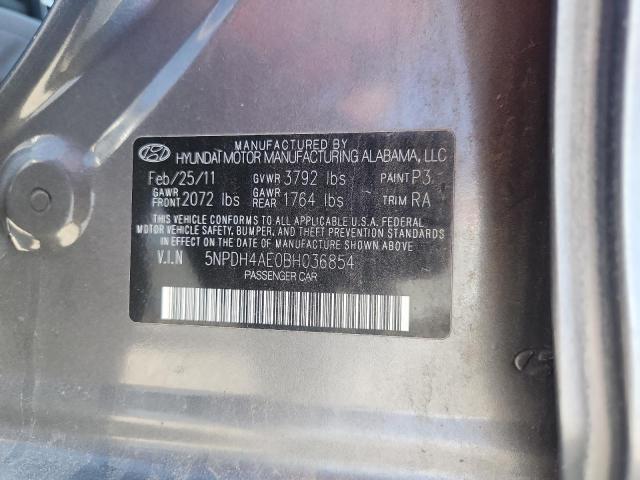 MANUFACTURED BY
HYUNDAI MOTOR MANUFACTURING ALABAMA, LLC
Feb/25/11 GVWR 3792 lbs PAINT P3
GAWR FRONT 2072 lbs GAWR REAR 1764 lbs TRIM RA
THIS VEHICLE CONFORMS TO ALL APPLICABLE U.S.A. FEDERAL
MOTOR VEHICLE SAFETY, BUMPER, AND THEFT PREVENTION STANDARDS
IN EFFECT ON THE DATE OF MANUFACTURE SHOWN ABOVE.
V.I.N 5NPDH4AE0BH036854
PASSENGER CAR